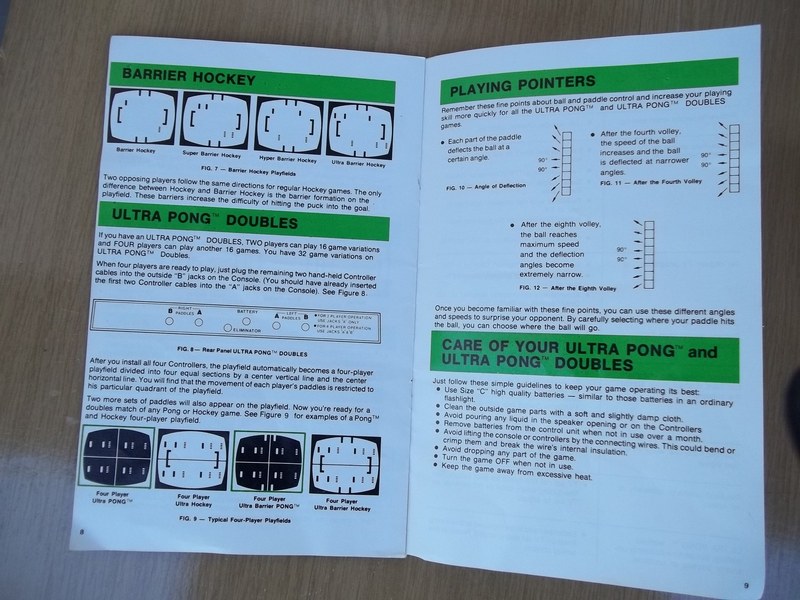 BARRIER HOCKEY
Barrier Hockey
Super Barrier Hockey
Hyper Barrier Hockey
Ultra Barrier Hockey
FIG. 7 — Barrier Hockey Playfields
Two opposing players follow the same directions for regular Hockey games. The only
difference between Hockey and Barrier Hockey is the barrier formation on the
playfield. These barriers increase the difficulty of hitting the puck into the goal.
ULTRA PONG™ DOUBLES
If you have an ULTRA PONG™ DOUBLES, TWO players can play 16 game variations
and FOUR players can play another 16 games. You have 32 game variations on
ULTRA PONG™ Doubles.
When four players are ready to play, just plug the remaining two hand-held Controller
cables into the outside "B" jacks on the Console. (You should have already inserted
the first two Controller cables into the "A" jacks on the Console). See Figure 8.
RIGHT
PADDLES
B
A
BATTERY
ELIMINATOR
LEFT
PADDLES
A
B
FOR 2 PLAYER OPERATION
USE JACKS "A" ONLY
FOR 4 PLAYER OPERATION
USE JACKS "A" & "B"
FIG. 8 — Rear Panel ULTRA PONG™ DOUBLES
After you install all four Controllers, the playfield automatically becomes a four-player
playfield divided into four equal sections by a center vertical line and the center
horizontal line. You will find that the movement of each player's paddles is restricted to
his particular quadrant of the playfield.
Two more sets of paddles will also appear on the playfield. Now you're ready for a
doubles match of any Pong or Hockey game. See Figure 9 for examples of a Pong™
and Hockey four-player playfield.
Four Player
Ultra PONG™
Four Player
Ultra Hockey
Four Player
Ultra Barrier PONG™
Four Player
Ultra Barrier Hockey
FIG. 9 — Typical Four-Player Playfields
8
PLAYING POINTERS
Remember these fine points about ball and paddle control and increase your playing
skill more quickly for all the ULTRA PONG™ and ULTRA PONG™ DOUBLES
games.
• Each part of the paddle
deflects the ball at a
certain angle.
90°
90°
FIG. 10 — Angle of Deflection
• After the fourth volley,
the speed of the ball
increases and the ball
is deflected at narrower
angles.
90°
90°
FIG. 11 — After the Fourth Volley
• After the eighth volley,
the ball reaches
maximum speed
and the deflection
angles become
extremely narrow.
90°
90°
FIG. 12 — After the Eighth Volley
Once you become familiar with these fine points, you can use these different angles
and speeds to surprise your opponent. By carefully selecting where your paddle hits
the ball, you can choose where the ball will go.
CARE OF YOUR ULTRA PONG™ and
ULTRA PONG™ DOUBLES
Just follow these simple guidelines to keep your game operating its best:
• Use Size "C" high quality batteries — similar to those batteries in an ordinary
flashlight.
• Clean the outside game parts with a soft and slightly damp cloth.
• Avoid pouring any liquid in the speaker opening or on the Controllers.
• Remove batteries from the control unit when not in use over a month.
• Avoid lifting the console or controllers by the connecting wires. This could bend or
crimp them and break the wire's internal insulation.
• Avoid dropping any part of the game.
• Turn the game OFF when not in use.
• Keep the game away from excessive heat.
9